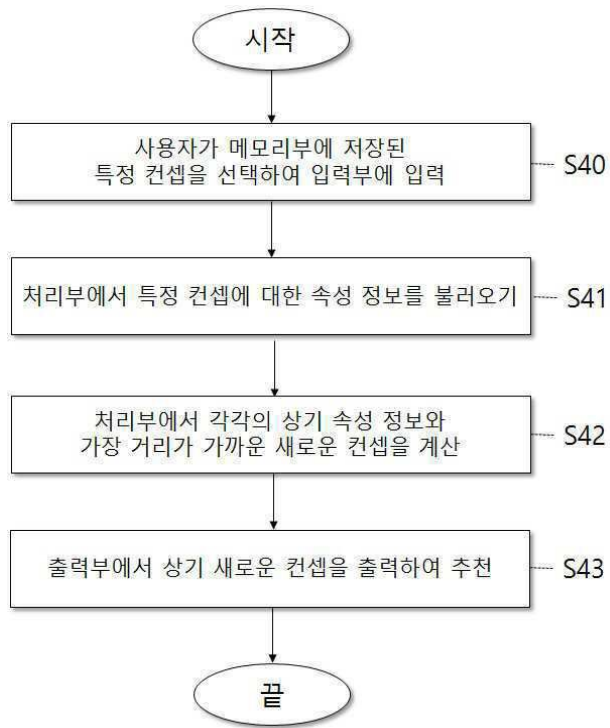 시작
사용자가 메모리부에 저장된
특정 컨셉을 선택하여 입력부에 입력
S40
처리부에서 특정 컨셉에 대한 속성 정보를 불러오기
S41
처리부에서 각각의 상기 속성 정보와
가장 거리가 가까운 새로운 컨셉을 계산
S42
출력부에서 상기 새로운 컨셉을 출력하여 추천
S43
끝